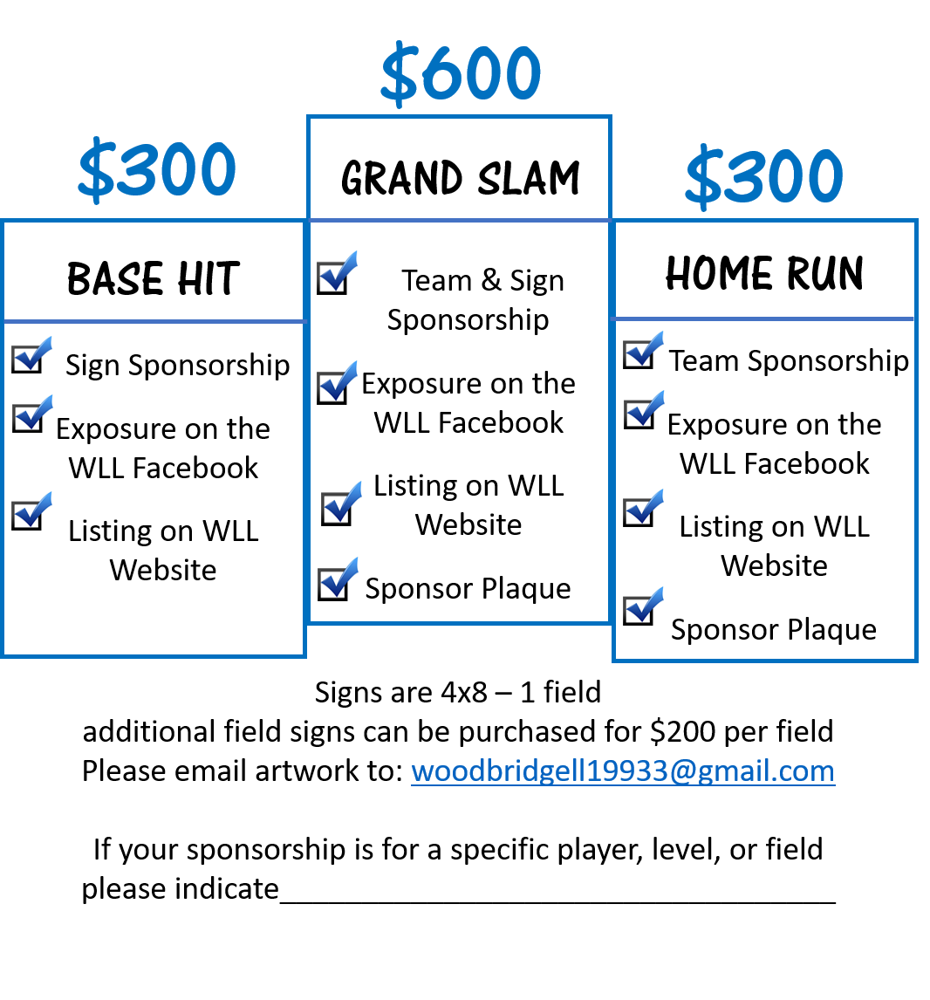 $600
$300
$300
GRAND SLAM
BASE HIT
HOME RUN
Sign Sponsorship
Exposure on the
WLL Facebook
Listing on WLL
Website
Team & Sign
Sponsorship
Exposure on the
WLL Facebook
Listing on WLL
Website
Sponsor Plaque
Team Sponsorship
Exposure on the
WLL Facebook
Listing on WLL
Website
Sponsor Plaque
Signs are 4x8 – 1 field
additional field signs can be purchased for $200 per field
Please email artwork to: woodbridgell19933@gmail.com
If your sponsorship is for a specific player, level, or field
please indicate__________________________________